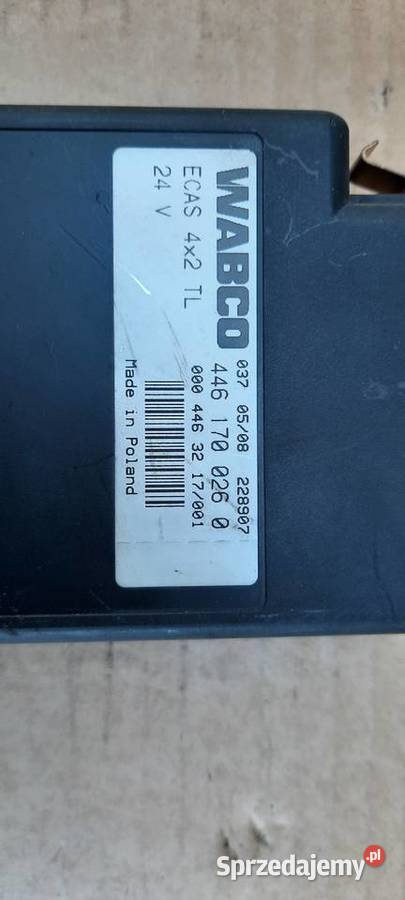 WABCO
037 05/08 228907
446 170 026 0
ECAS 4x2 TL
24 V
000 446 32 17/001
Made in Poland
Sprzedajemy.pl